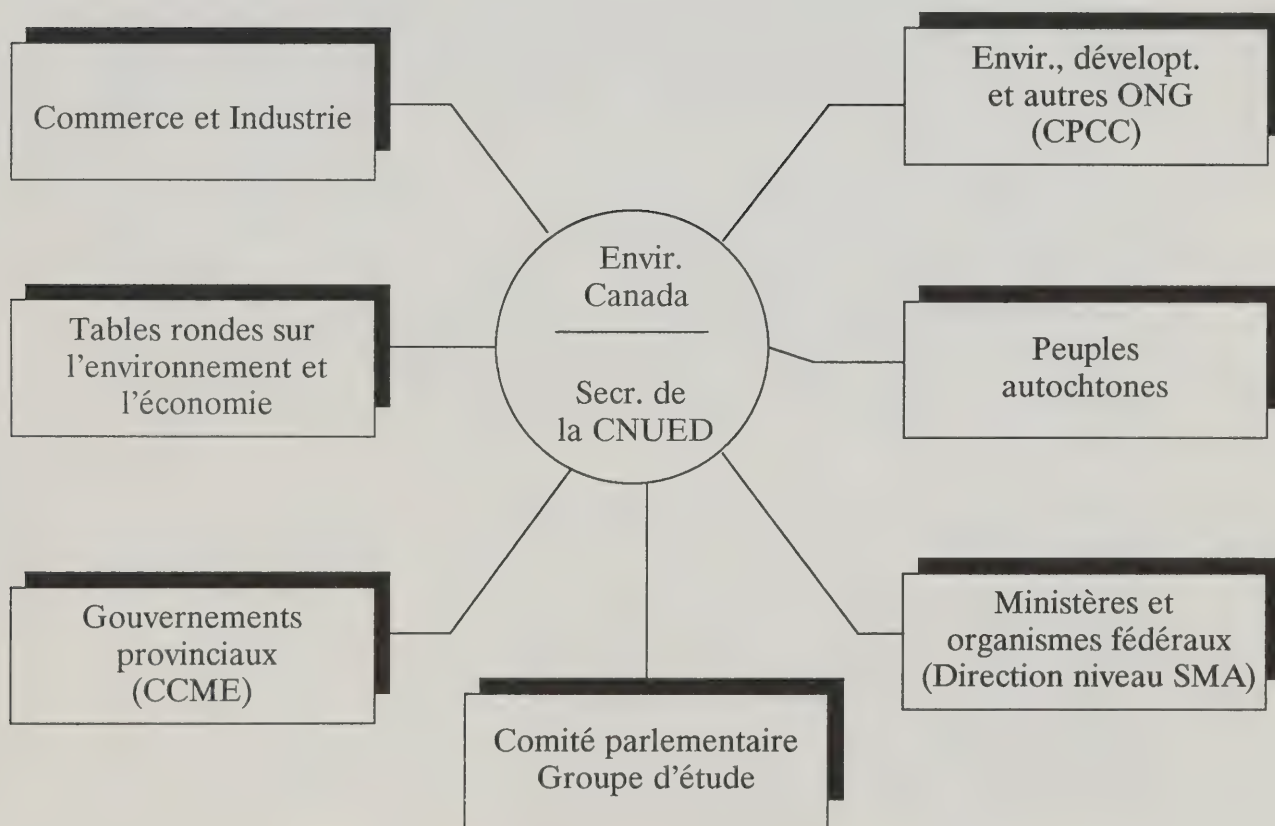 Commerce et Industrie
Envir., dévelopt.
et autres ONG
(CPCC)
Envir.
Canada
Secr. de
la CNUED
Tables rondes sur
l'environnement et
l'économie
Peuples
autochtones
Gouvernements
provinciaux
(CCME)
Ministères et
organismes fédéraux
(Direction niveau SMA)
Comité parlementaire
Groupe d'étude